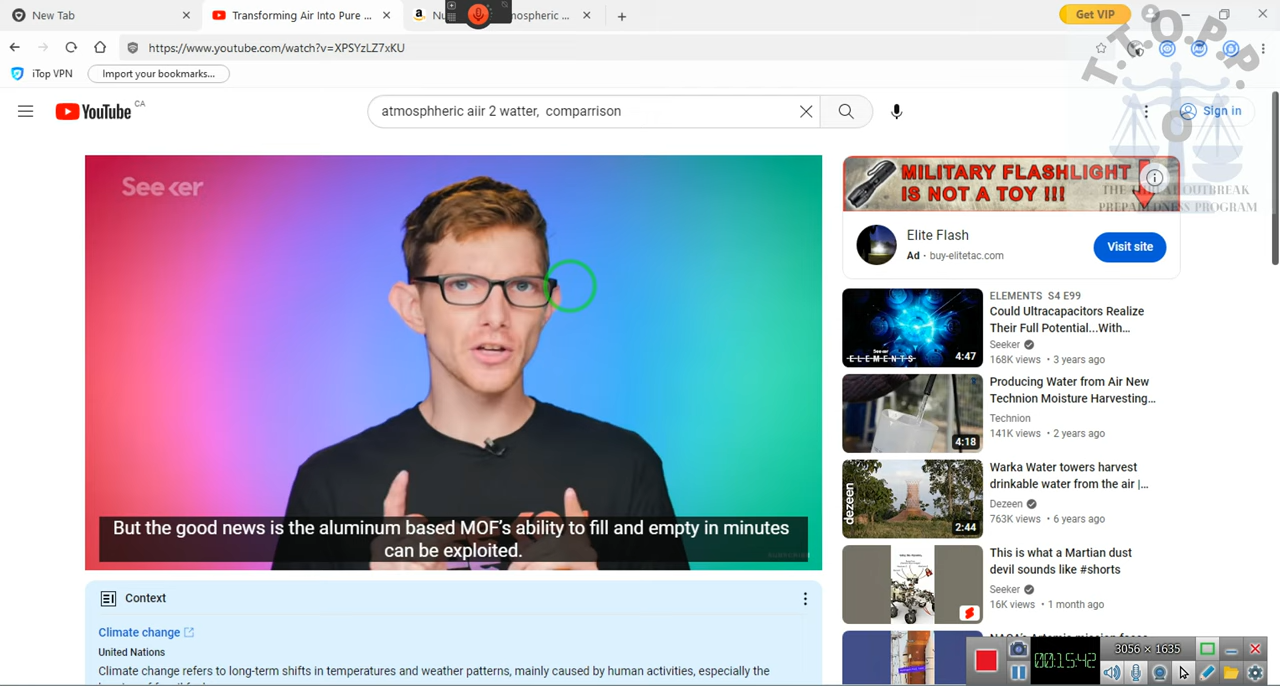 New Tab
Transforming Air Into Pure ...
Nu
mospheric ...
Get VIP
https://www.youtube.com/watch?v=XPSYzLZ7xKU
iTop VPN
Import your bookmarks...
T.T.O.P.P.
O
THE
OUTBREAK
PREPAREDNESS PROGRAM
YouTube CA
atmosphheric aiir 2 watter, comparrison
Sign in
Seeker
But the good news is the aluminum based MOF's ability to fill and empty in minutes
can be exploited.
Context
Climate change
United Nations
Climate change refers to long-term shifts in temperatures and weather patterns, mainly caused by human activities, especially the
MILITARY FLASHLIGHT
IS NOT A TOY !!!
Elite Flash
Ad · buy-elitetac.com
Visit site
ELEMENTS S4 E99
Could Ultracapacitors Realize
Their Full Potential...With...
Seeker
168K views • 3 years ago
ELEMENTS
4:47
Producing Water from Air New
Technion Moisture Harvesting...
Technion
141K views • 2 years ago
4:18
Warka Water towers harvest
drinkable water from the air |...
Dezeen
763K views • 6 years ago
dezeen
2:44
This is what a Martian dust
devil sounds like #shorts
Seeker
16K views • 1 month ago
3056 × 1635
00:15:42